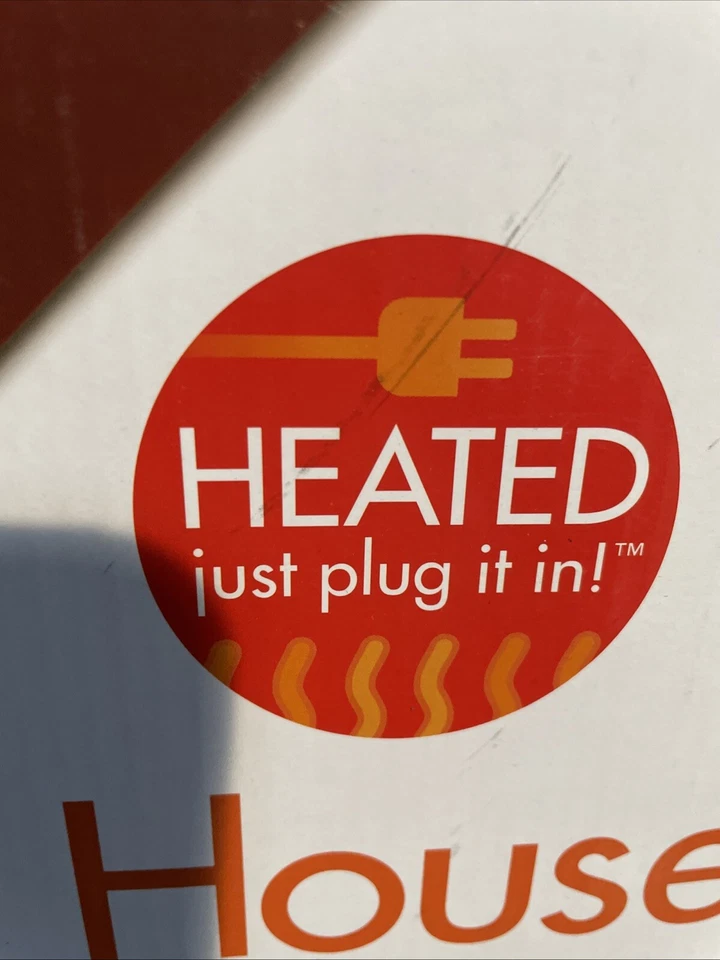 HEATED
just plug it in!™
House